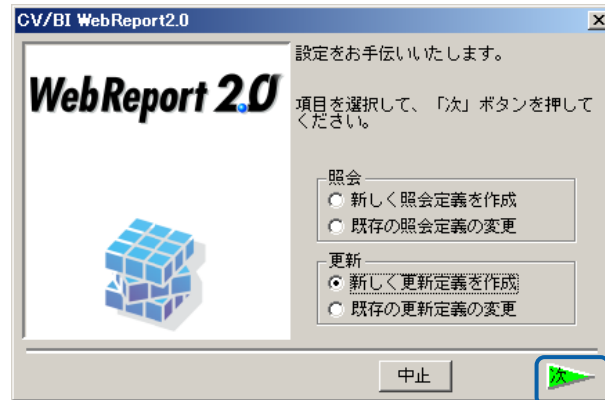 CV/BI WebReport2.0
設定をお手伝いいたします。
WebReport 2.0
項目を選択して、「次」ボタンを押して
ください。
照会
新しく照会定義を作成
既存の照会定義の変更
更新
新しく更新定義を作成
既存の更新定義の変更
中止
次